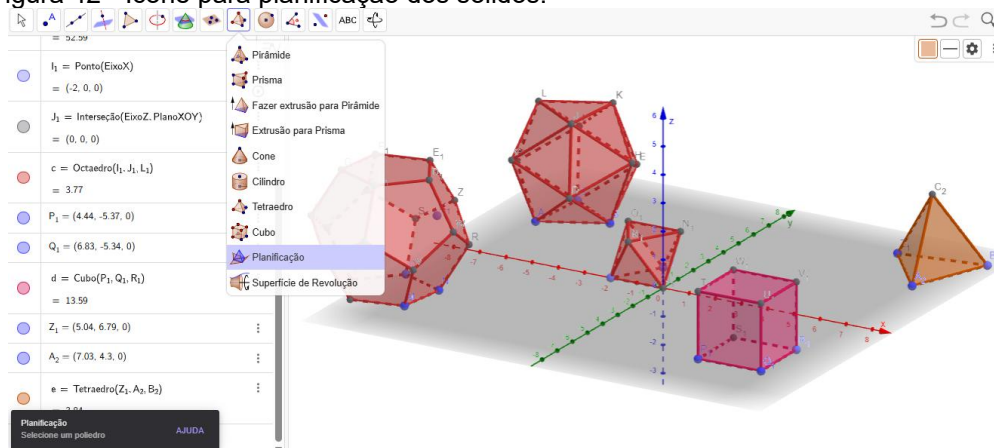 igura 42 - Ícone para planificação dos sólidos.
ABC
= 52.59
I₁ = Ponto(EixoX)
= (-2, 0, 0)
J₁ = Interseção(EixoZ, PlanoXOY)
= (0, 0, 0)
c = Octaedro(I₁, J₁, L₁)
= 3.77
P₁ = (4.44, -5.37, 0)
Q₁ = (6.83, -5.34, 0)
d = Cubo(P₁, Q₁, R₁)
= 13.59
Z₁ = (5.04, 6.79, 0)
A₂ = (7.03, 4.3, 0)
e = Tetraedro(Z₁, A₂, B₂)
Pirâmide
Prisma
Fazer extrusão para Pirâmide
Extrusão para Prisma
Cone
Cilindro
Tetraedro
Cubo
Planificação
Superfície de Revolução
Planificação
Selecione um poliedro
AJUDA
L
K
E₁
Z
R
C₂
z
y
x